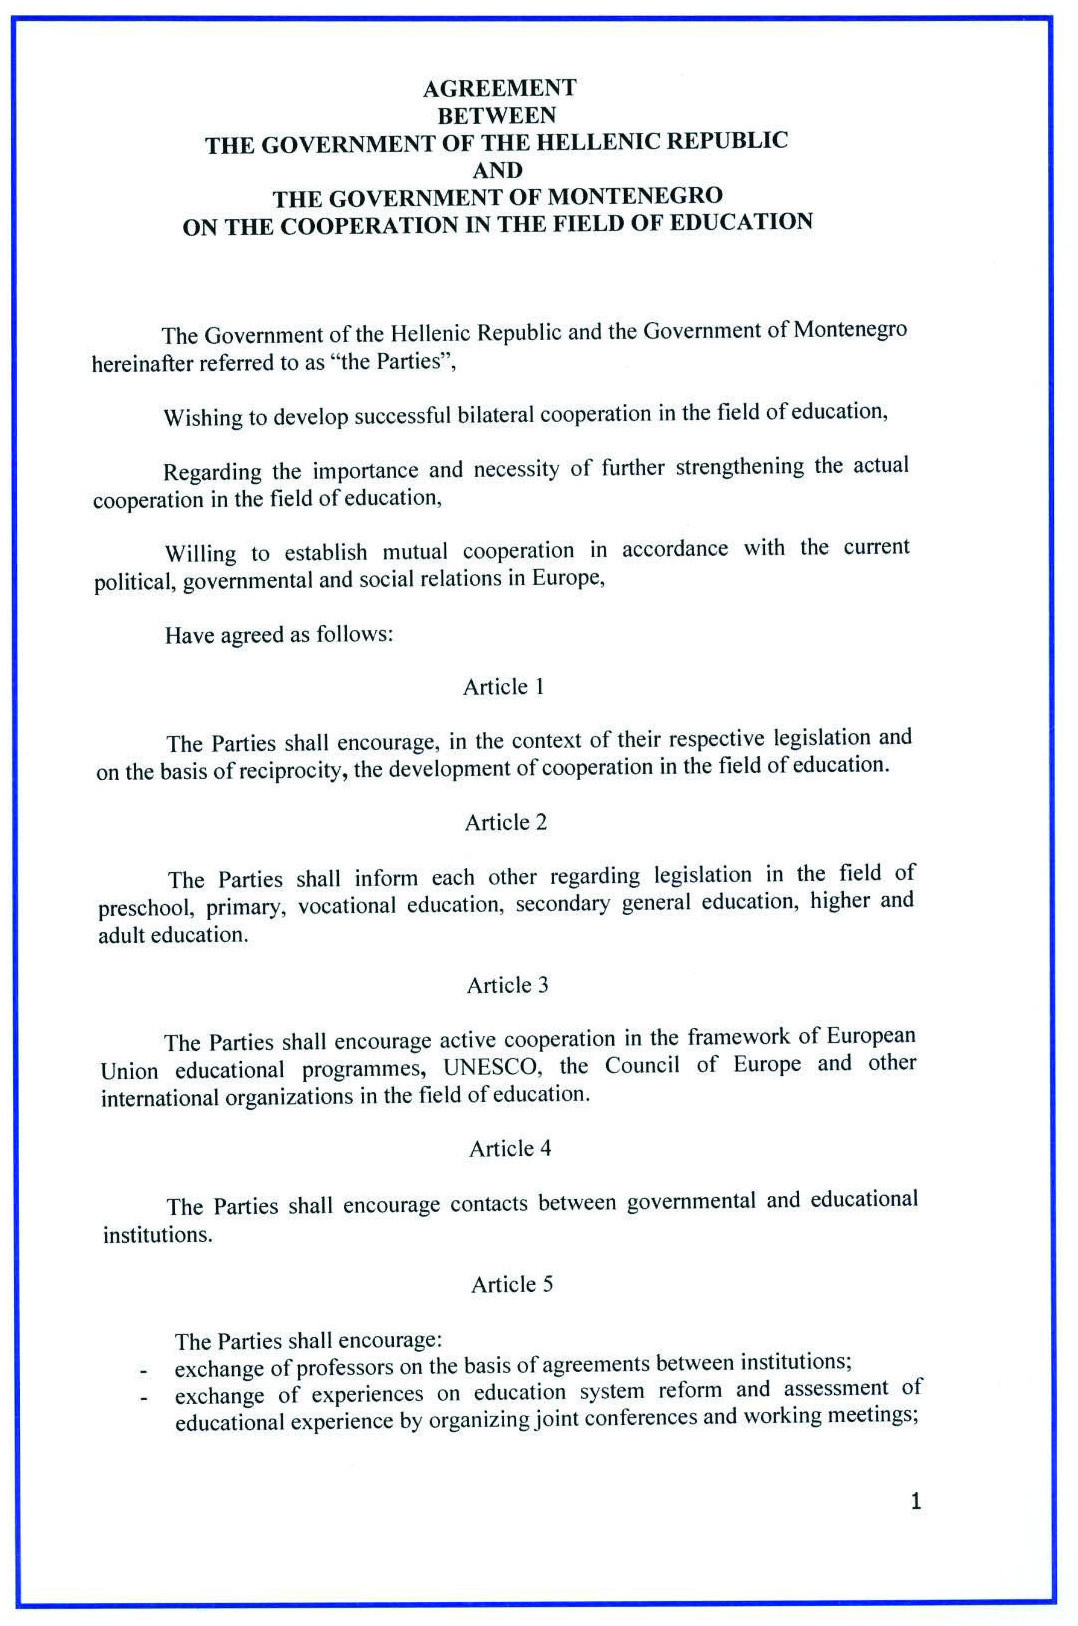 AGREEMENT
BETWEEN
THE GOVERNMENT OF THE HELLENIC REPUBLIC
AND
THE GOVERNMENT OF MONTENEGRO
ON THE COOPERATION IN THE FIELD OF EDUCATION
The Government of the Hellenic Republic and the Government of Montenegro
hereinafter referred to as “the Parties”,
Wishing to develop successful bilateral cooperation in the field of education,
Regarding the importance and necessity of further strengthening the actual
cooperation in the field of education,
Willing to establish mutual cooperation in accordance with the current
political, governmental and social relations in Europe,
Have agreed as follows:
Article 1
The Parties shall encourage, in the context of their respective legislation and
on the basis of reciprocity, the development of cooperation in the field of education.
Article 2
The Parties shall inform each other regarding legislation in the field of
preschool, primary, vocational education, secondary general education, higher and
adult education.
Article 3
The Parties shall encourage active cooperation in the framework of European
Union educational programmes, UNESCO, the Council of Europe and other
international organizations in the field of education.
Article 4
The Parties shall encourage contacts between governmental and educational
institutions.
Article 5
The Parties shall encourage:
- exchange of professors on the basis of agreements between institutions;
- exchange of experiences on education system reform and assessment of
educational experience by organizing joint conferences and working meetings;
1